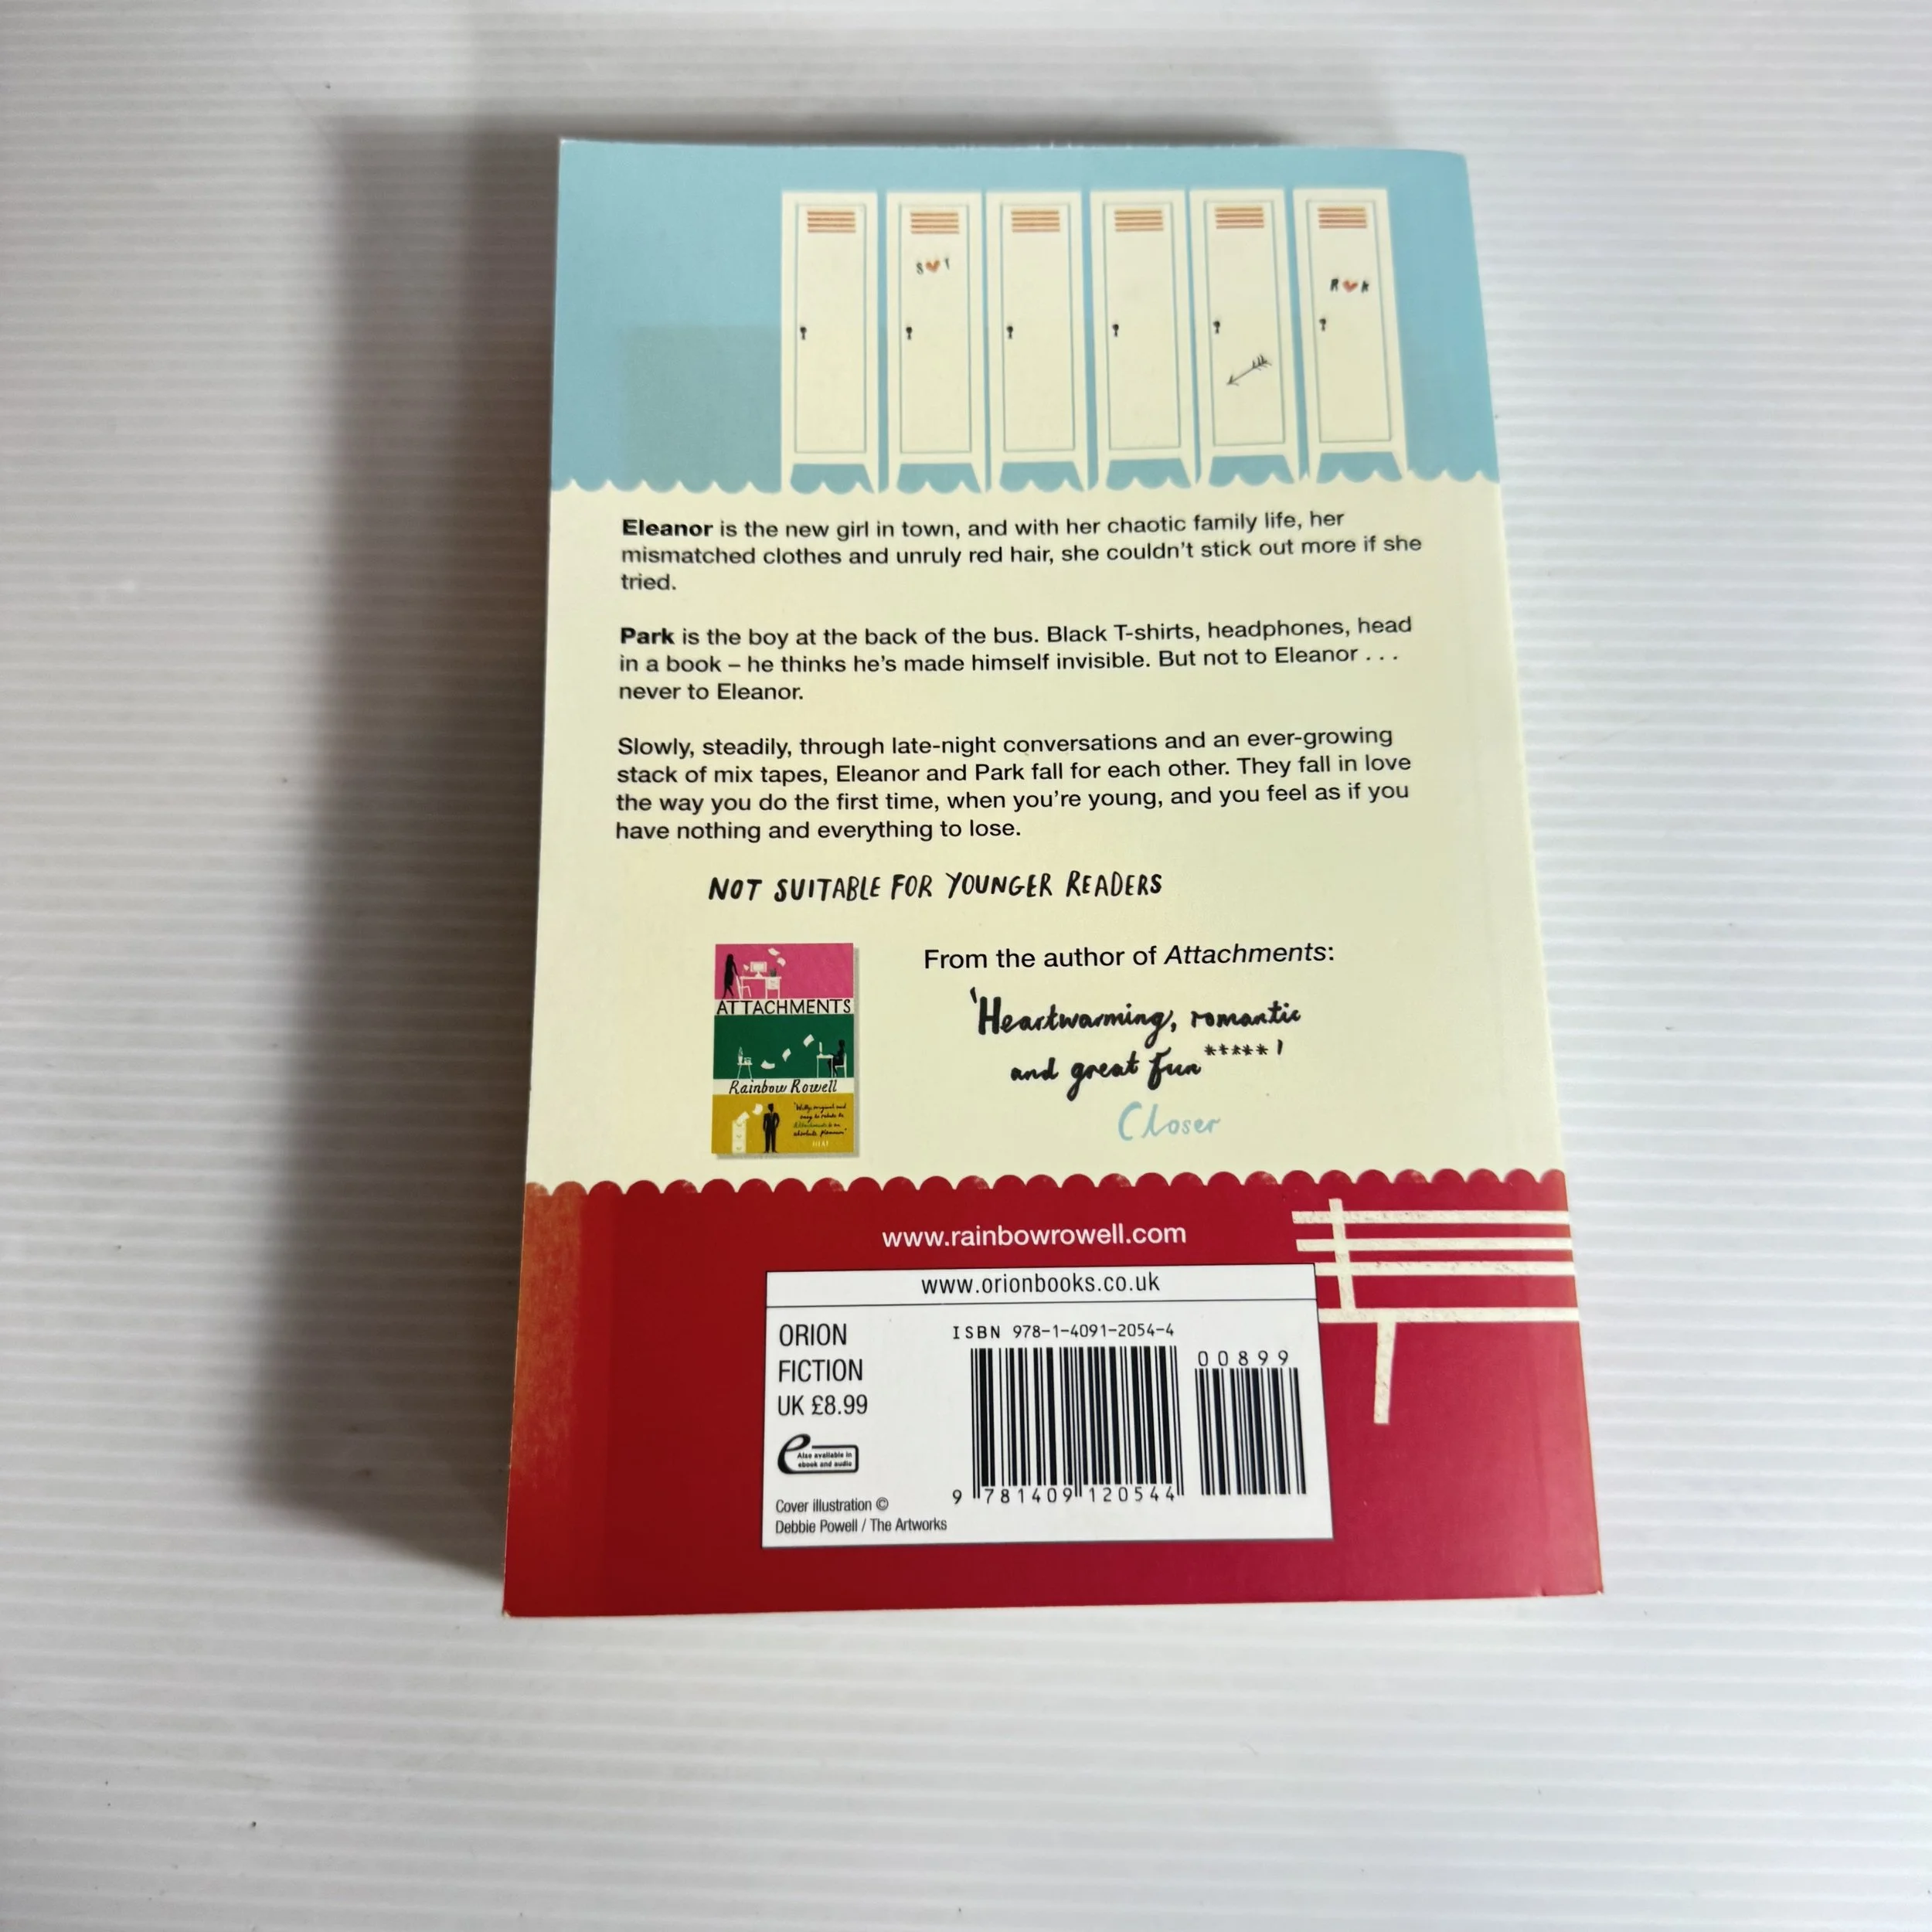 S T
R K
Eleanor is the new girl in town, and with her chaotic family life, her
mismatched clothes and unruly red hair, she couldn't stick out more if she
tried.
Park is the boy at the back of the bus. Black T-shirts, headphones, head
in a book – he thinks he's made himself invisible. But not to Eleanor . . .
never to Eleanor.
Slowly, steadily, through late-night conversations and an ever-growing
stack of mix tapes, Eleanor and Park fall for each other. They fall in love
the way you do the first time, when you're young, and you feel as if you
have nothing and everything to lose.
NOT SUITABLE FOR YOUNGER READERS
ATTACHMENTS
Rainbow Rowell
From the author of Attachments:
'Heartwarming, romantic
and great fun*****'
Closer
www.rainbowrowell.com
www.orionbooks.co.uk
ORION
FICTION
UK £8.99
Also available in
ebook and audio
Cover illustration ©
Debbie Powell / The Artworks
ISBN 978-1-4091-2054-4
00899
9 781409 120544